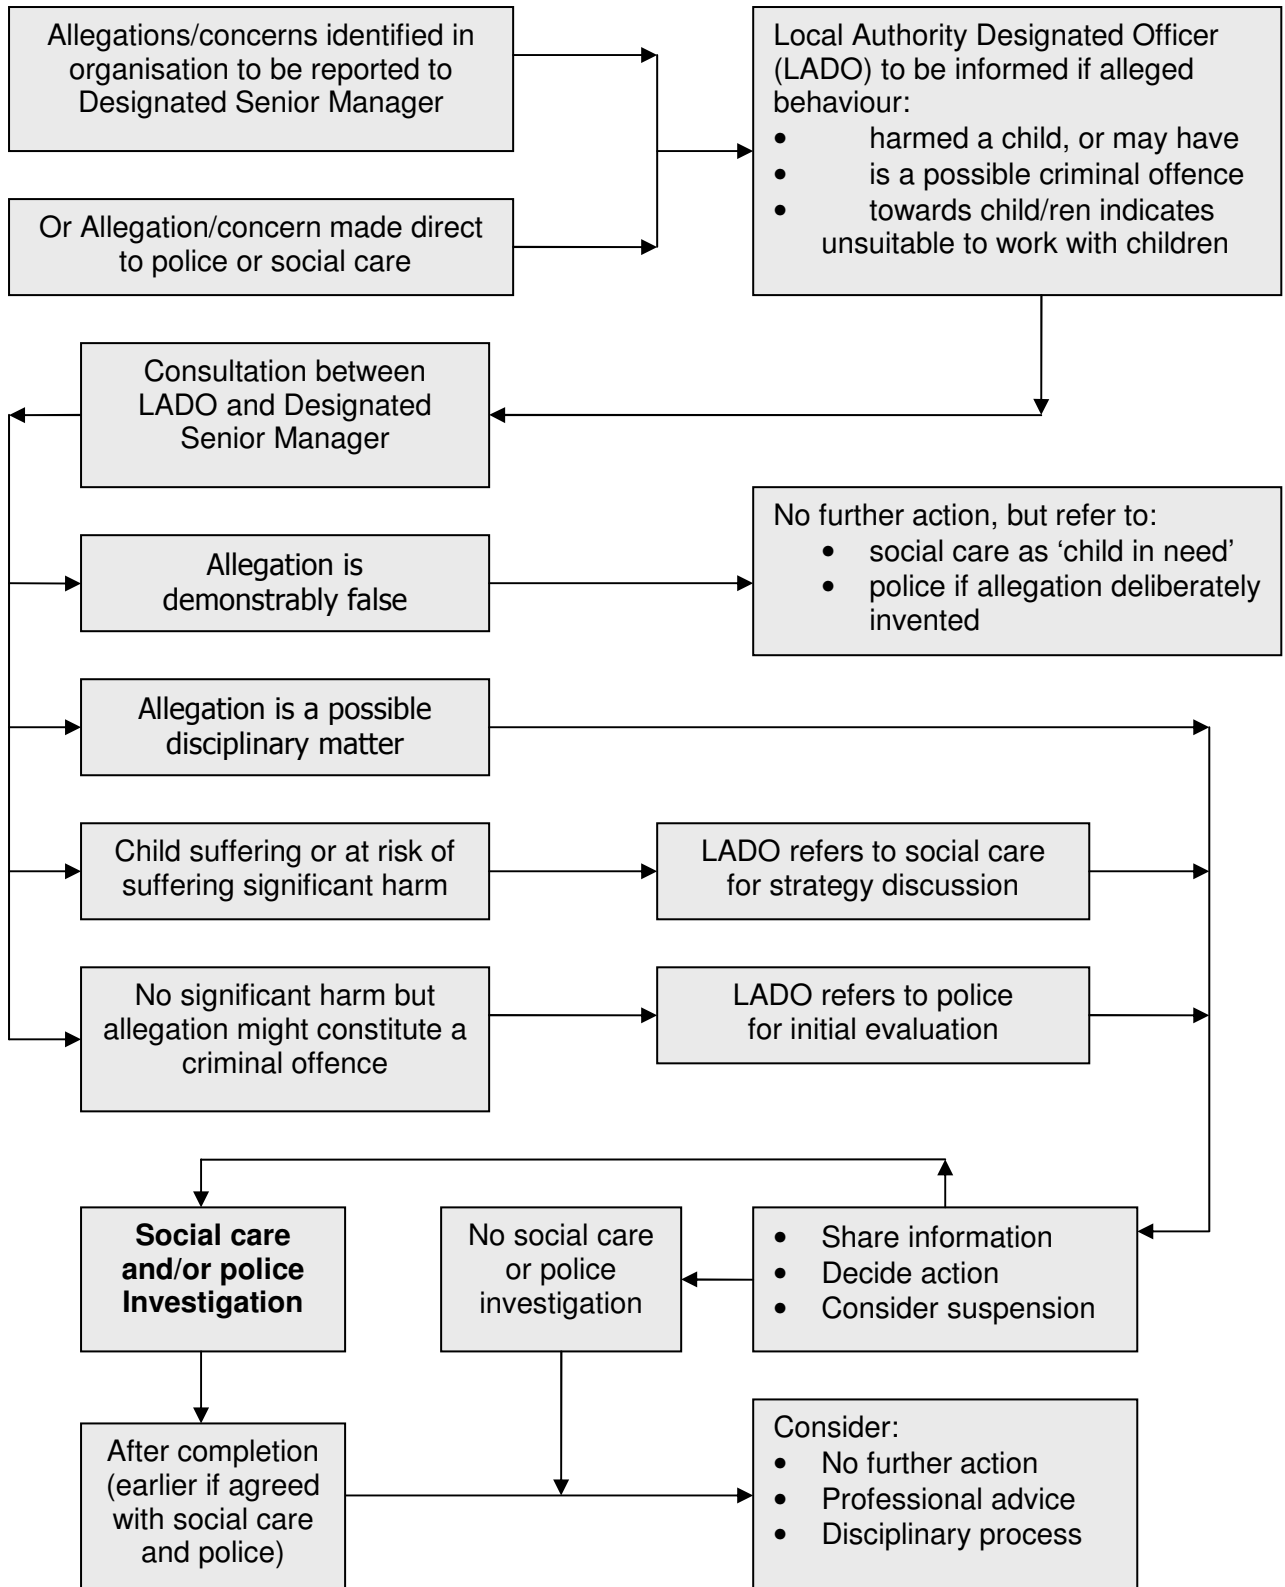 Allegations/concerns identified in
organisation to be reported to
Designated Senior Manager
Local Authority Designated Officer
(LADO) to be informed if alleged
behaviour:
• harmed a child, or may have
• is a possible criminal offence
• towards child/ren indicates
unsuitable to work with children
Or Allegation/concern made direct
to police or social care
Consultation between
LADO and Designated
Senior Manager
Allegation is
demonstrably false
No further action, but refer to:
• social care as ‘child in need’
• police if allegation deliberately
invented
Allegation is a possible
disciplinary matter
Child suffering or at risk of
suffering significant harm
LADO refers to social care
for strategy discussion
No significant harm but
allegation might constitute a
criminal offence
LADO refers to police
for initial evaluation
Social care
and/or police
Investigation
No social care
or police
investigation
• Share information
• Decide action
• Consider suspension
After completion
(earlier if agreed
with social care
and police)
Consider:
• No further action
• Professional advice
• Disciplinary process